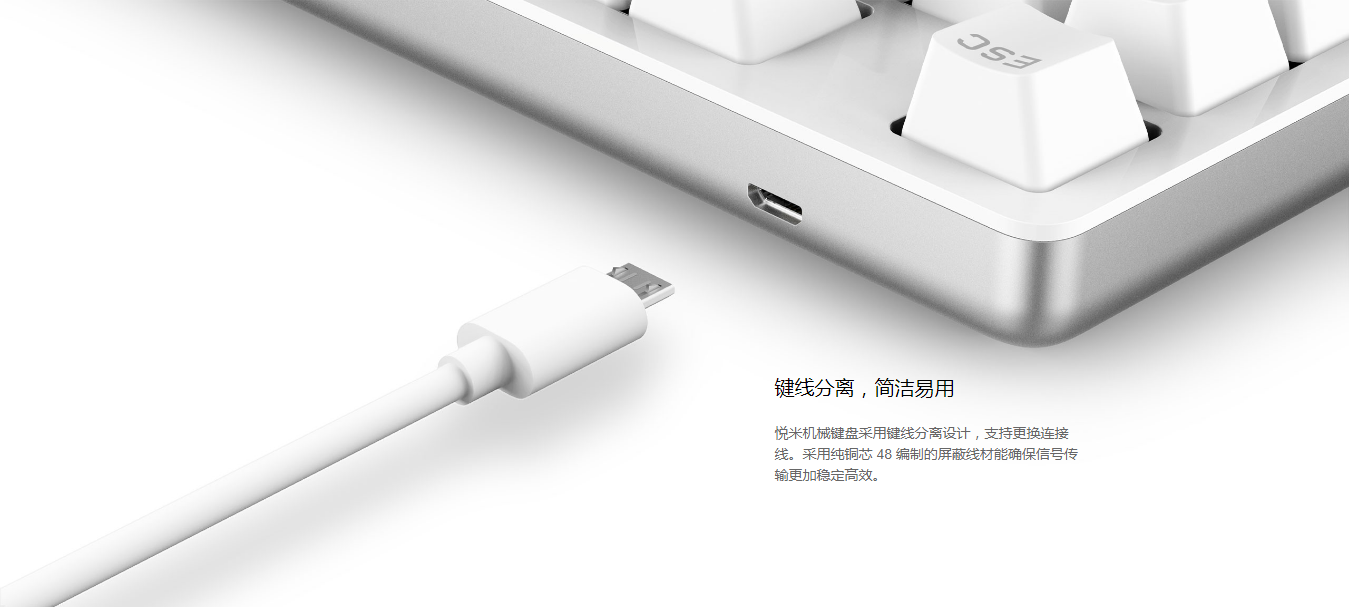 ESC
键线分离，简洁易用
悦米机械键盘采用键线分离设计，支持更换连接
线。采用纯铜芯 48 编制的屏蔽线材能确保信号传
输更加稳定高效。